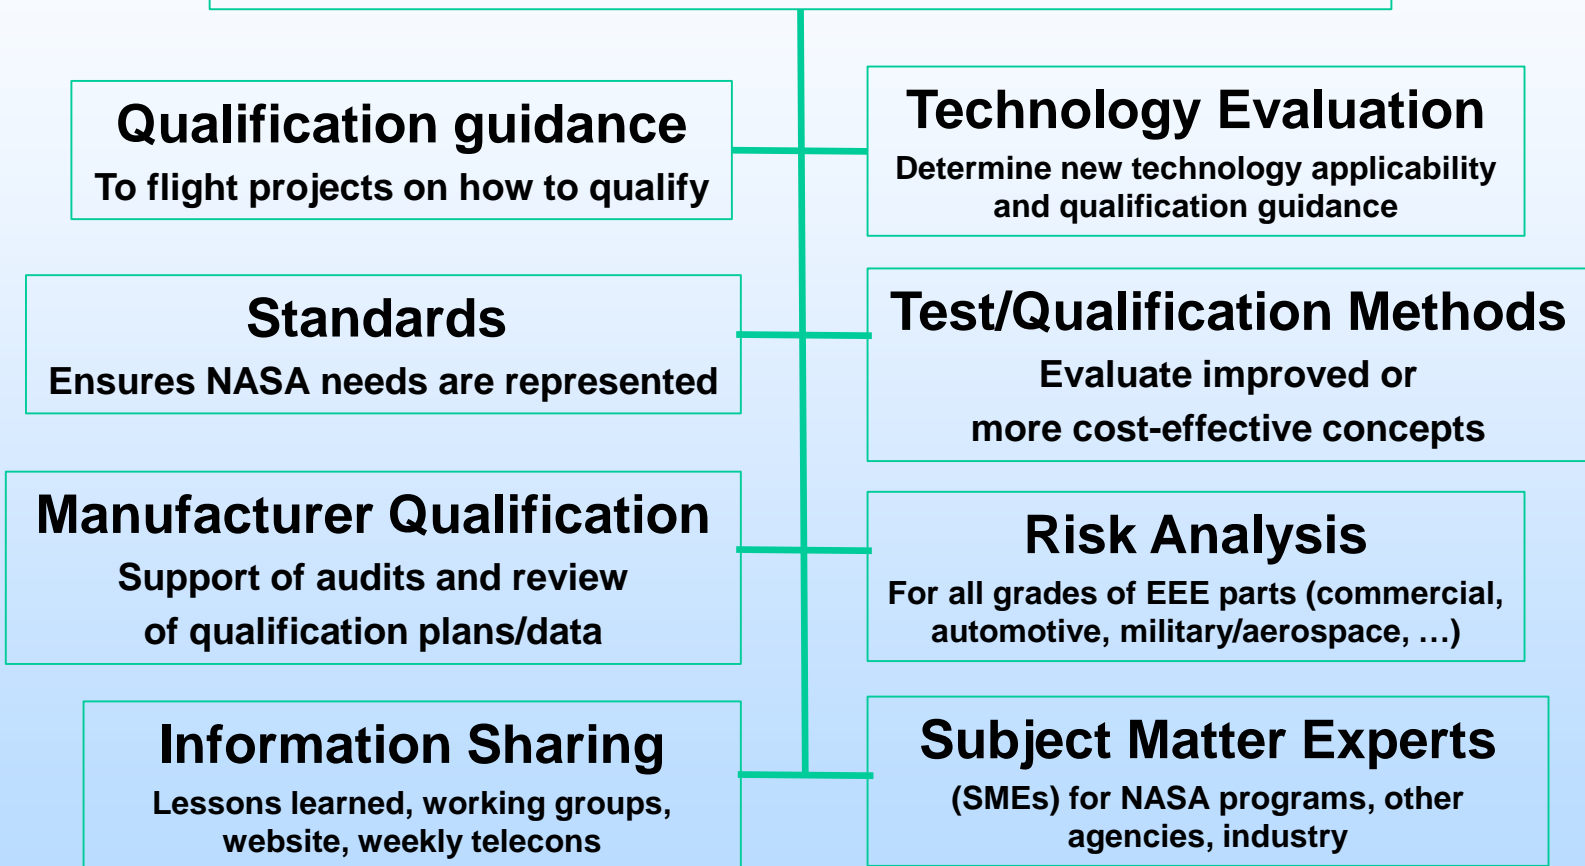 Qualification guidance
To flight projects on how to qualify
Technology Evaluation
Determine new technology applicability
and qualification guidance
Standards
Ensures NASA needs are represented
Test/Qualification Methods
Evaluate improved or
more cost-effective concepts
Manufacturer Qualification
Support of audits and review
of qualification plans/data
Risk Analysis
For all grades of EEE parts (commercial,
automotive, military/aerospace, …)
Information Sharing
Lessons learned, working groups,
website, weekly telecons
Subject Matter Experts
(SMEs) for NASA programs, other
agencies, industry